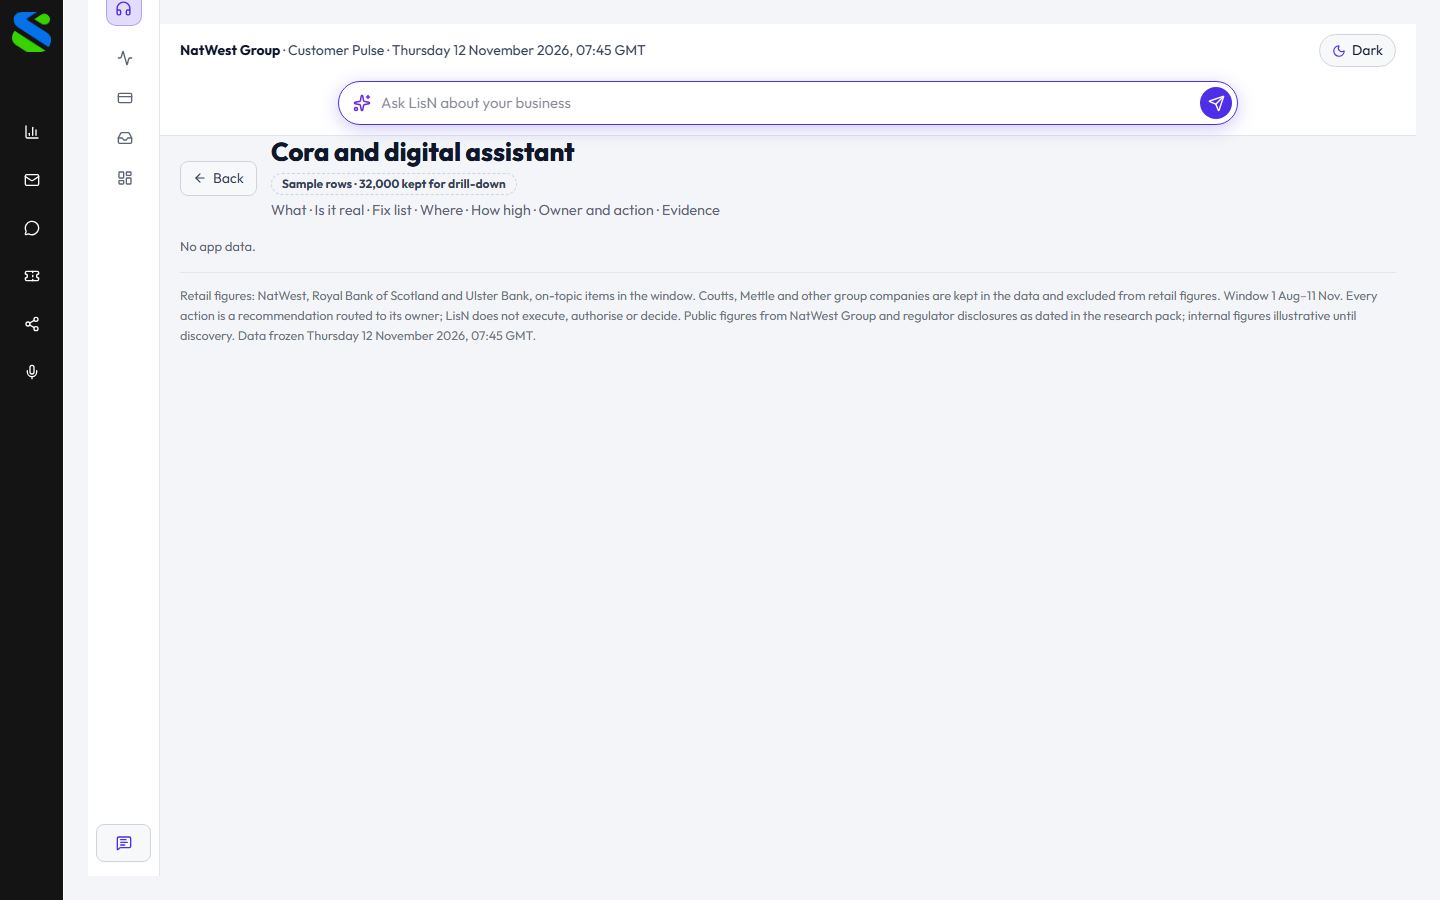 NatWest Group · Customer Pulse · Thursday 12 November 2026, 07:45 GMT
Dark
Ask LisN about your business
Cora and digital assistant
Back
Sample rows · 32,000 kept for drill-down
What · Is it real · Fix list · Where · How high · Owner and action · Evidence
No app data.
Retail figures: NatWest, Royal Bank of Scotland and Ulster Bank, on-topic items in the window. Coutts, Mettle and other group companies are kept in the data and excluded from retail figures. Window 1 Aug–11 Nov. Every
action is a recommendation routed to its owner; LisN does not execute, authorise or decide. Public figures from NatWest Group and regulator disclosures as dated in the research pack; internal figures illustrative until
discovery. Data frozen Thursday 12 November 2026, 07:45 GMT.